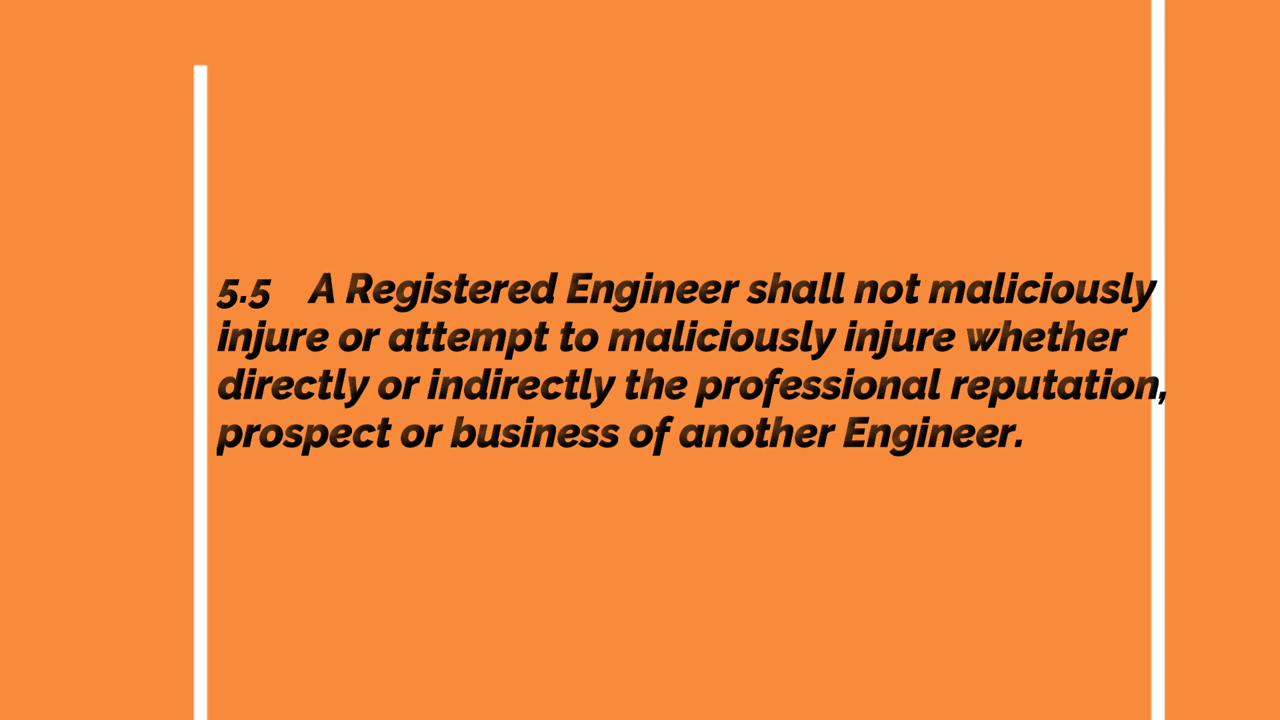 5.5 A Registered Engineer shall not maliciously
injure or attempt to maliciously injure whether
directly or indirectly the professional reputation,
prospect or business of another Engineer.